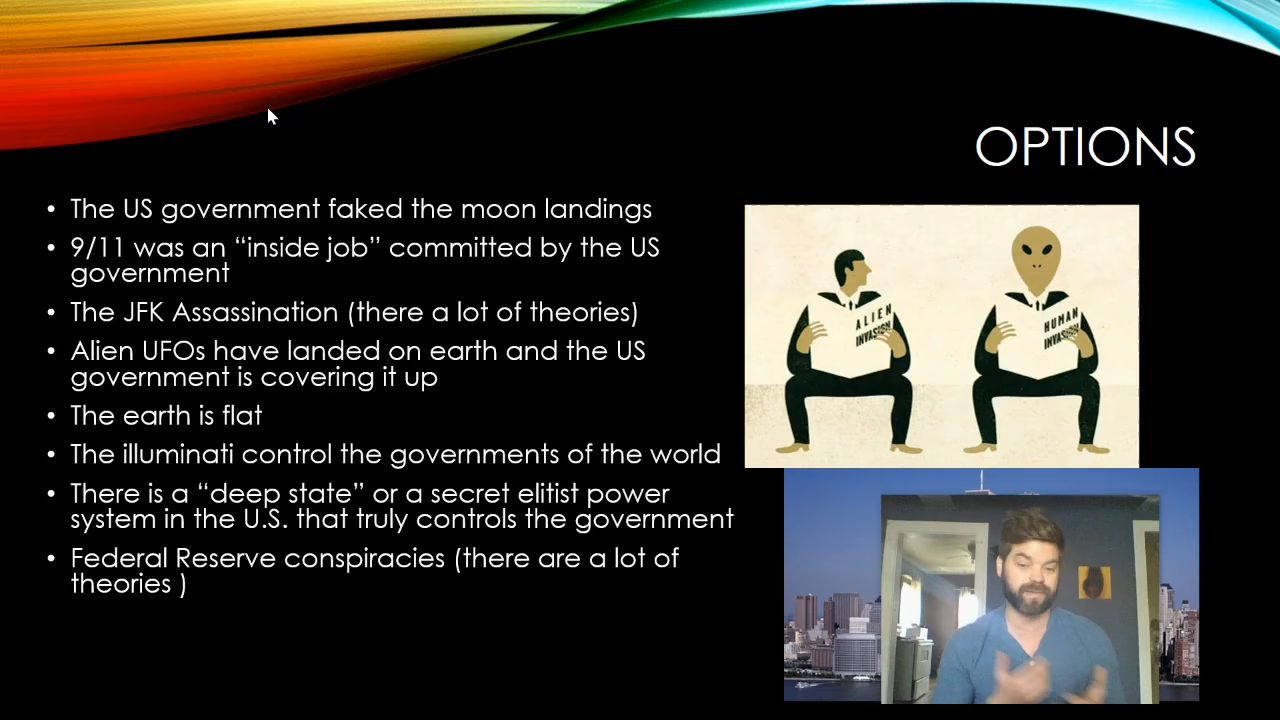 OPTIONS
• The US government faked the moon landings
• 9/11 was an “inside job” committed by the US
government
• The JFK Assassination (there a lot of theories)
• Alien UFOs have landed on earth and the US
government is covering it up
• The earth is flat
• The illuminati control the governments of the world
• There is a “deep state” or a secret elitist power
system in the U.S. that truly controls the government
• Federal Reserve conspiracies (there are a lot of
theories )
ALIEN
INVASION
HUMAN
INVASION